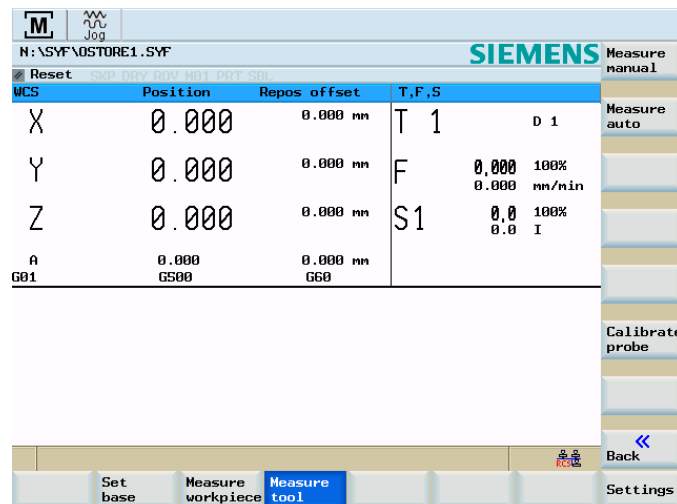 M
Jog
N:\SYF\OSTORE1.SYF
SIEMENS
Reset SKP DRY ROV M01 PRT SBL
WCS Position Repos offset T,F,S
X 0.000 0.000 mm T 1 D 1
Y 0.000 0.000 mm F 0,000 100%
0.000 mm/min
Z 0.000 0.000 mm S1 0,0 100%
0.0 I
A 0.000 0.000 mm
G01 G500 G60
Measure
manual
Measure
auto
Calibrate
probe
RCS
«
Back
Set
base
Measure
workpiece
Measure
tool
Settings